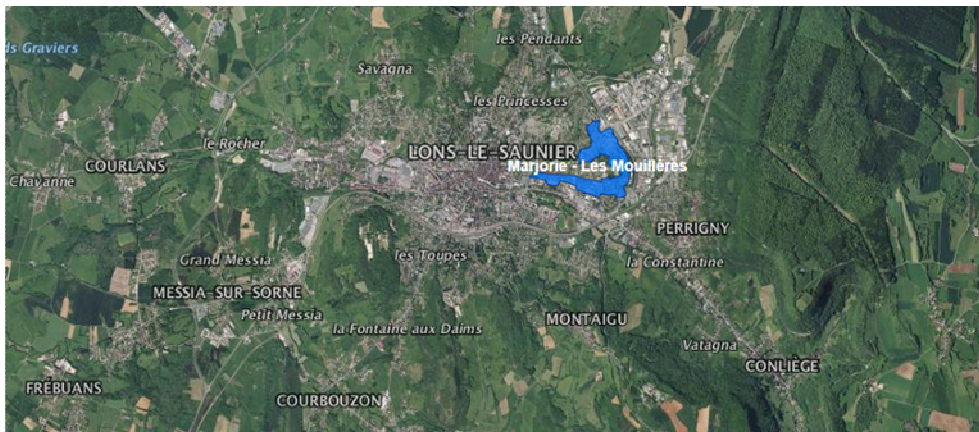 les Pendants
ds Graviers
Savagna
les Princesses
le Rocher
LONS-LE-SAUNIER
COURLANS
Marjorie - Les Mouillères
Chavanne
PERRIGNY
les Toupes
Grand Messia
la Constantine
MESSIA-SUR-SORNE
Petit Messia
MONTAIGU
la Fontaine aux Daims
Vatagna
CONLIÈGE
FRÉBUANS
COURBOUZON